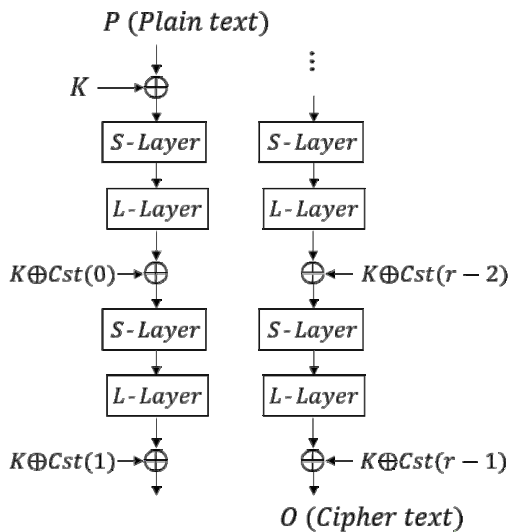 P (Plain text)
K
S-Layer
L-Layer
K⊕Cst(0)
S-Layer
L-Layer
K⊕Cst(1)
⋮
S-Layer
L-Layer
K⊕Cst(r − 2)
S-Layer
L-Layer
K⊕Cst(r − 1)
O (Cipher text)